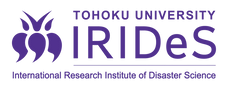 TOHOKU UNIVERSITY
IRIDeS
International Research Institute of Disaster Science